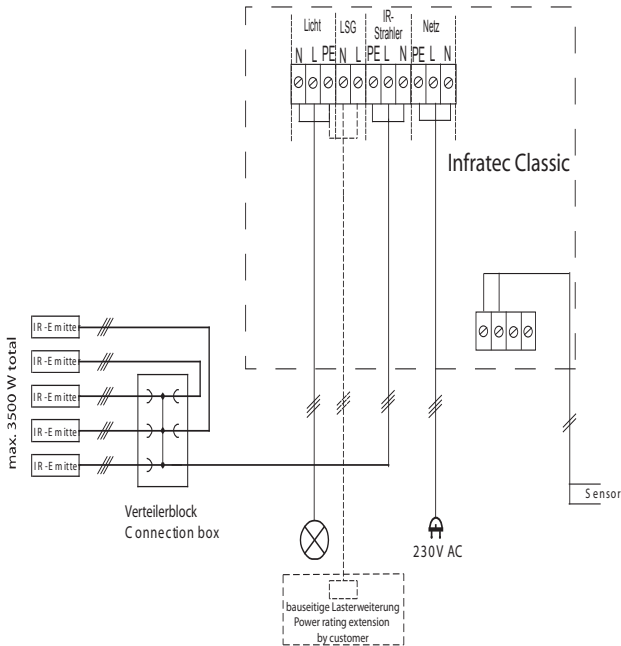 Licht
LSG
IR-
Strahler
Netz
N L PE N L PE L N PE L N
Infratec Classic
max. 3500 W total
IR-Emitte
IR-Emitte
IR-Emitte
IR-Emitte
IR-Emitte
Verteilerblock
Connection box
Sensor
230V AC
bauseitige Lasterweiterung
Power rating extension
by customer